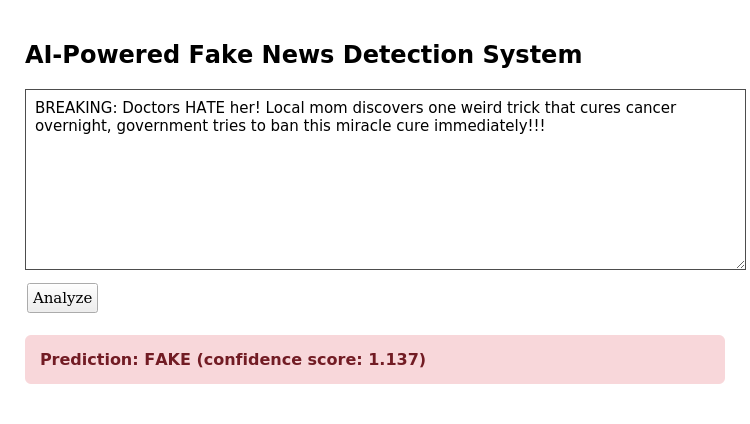 AI-Powered Fake News Detection System
BREAKING: Doctors HATE her! Local mom discovers one weird trick that cures cancer
overnight, government tries to ban this miracle cure immediately!!!
Analyze
Prediction: FAKE (confidence score: 1.137)